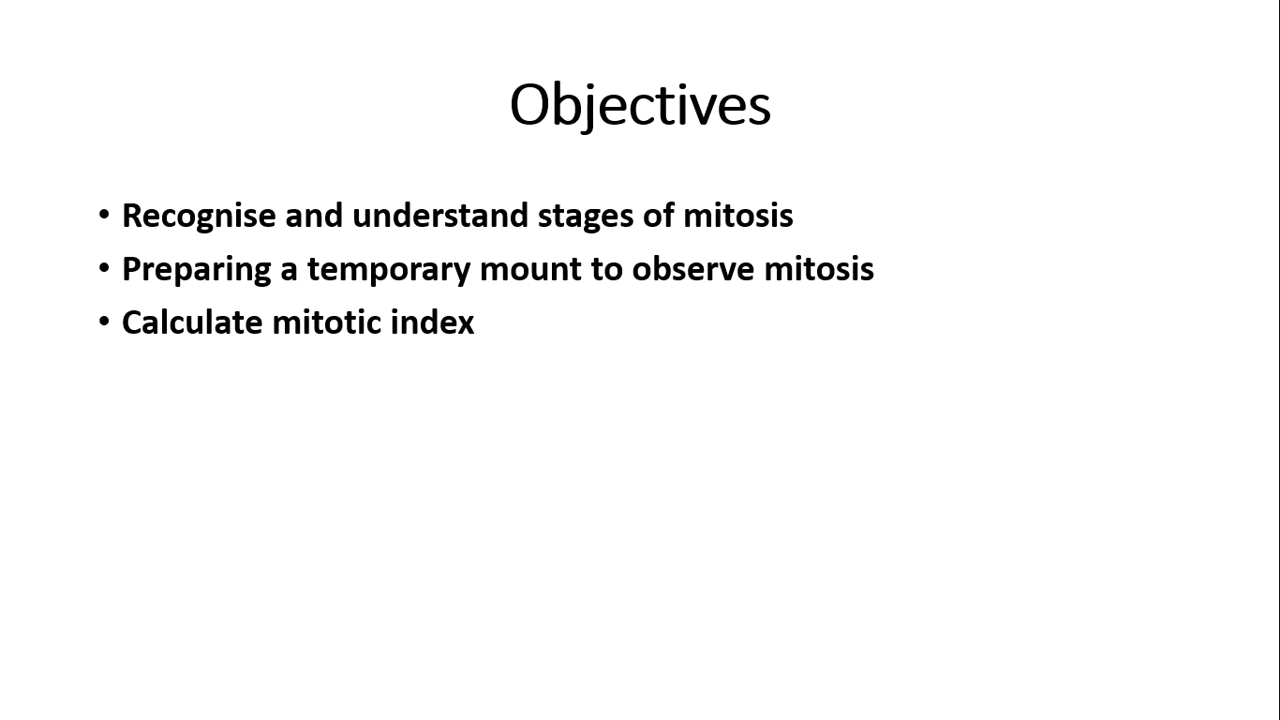 Objectives
• Recognise and understand stages of mitosis
• Preparing a temporary mount to observe mitosis
• Calculate mitotic index